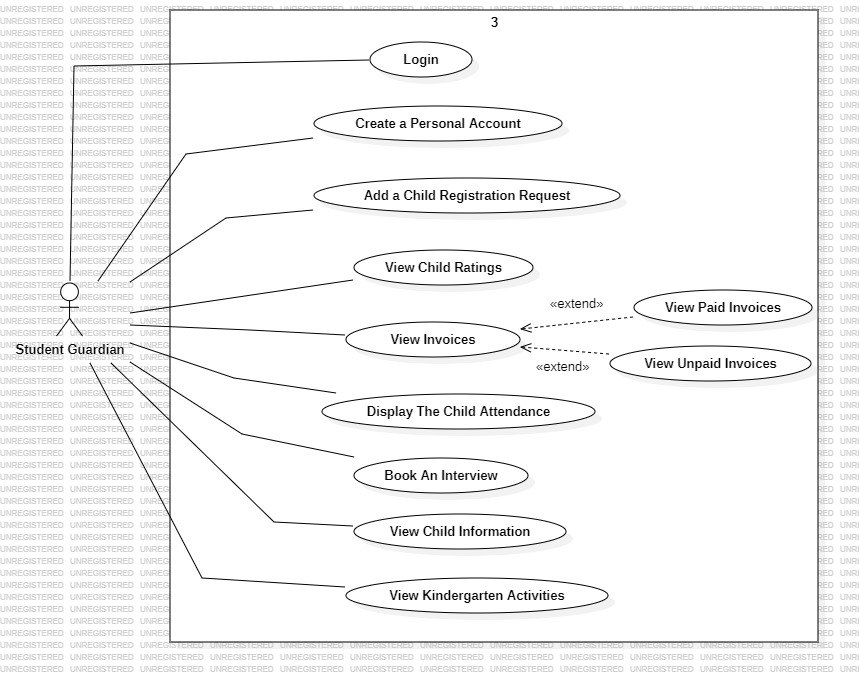 3
Login
Create a Personal Account
Add a Child Registration Request
View Child Ratings
«extend»
View Paid Invoices
View Invoices
Student Guardian
View Unpaid Invoices
«extend»
Display The Child Attendance
Book An Interview
View Child Information
View Kindergarten Activities
UNREGISTERED